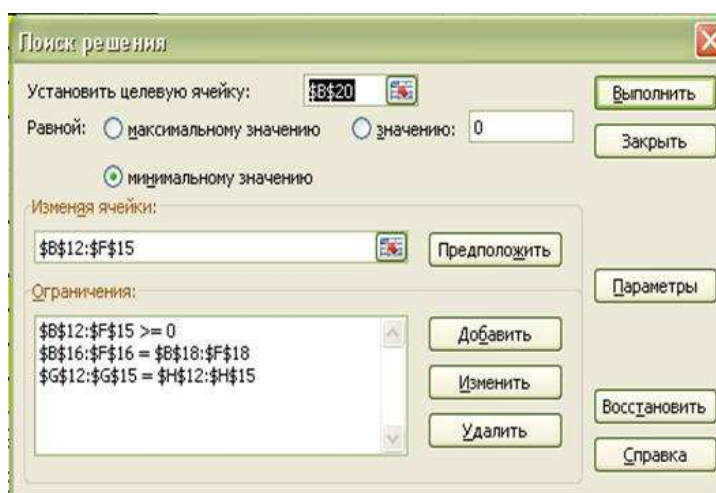 Поиск решения
Установить целевую ячейку: $B$20
Выполнить
Равной: максимальному значению значению: 0
Закрыть
минимальному значению
Изменяя ячейки:
$B$12:$F$15
Предположить
Параметры
Ограничения:
$B$12:$F$15 >= 0
$B$16:$F$16 = $B$18:$F$18
$G$12:$G$15 = $H$12:$H$15
Добавить
Изменить
Удалить
Восстановить
Справка